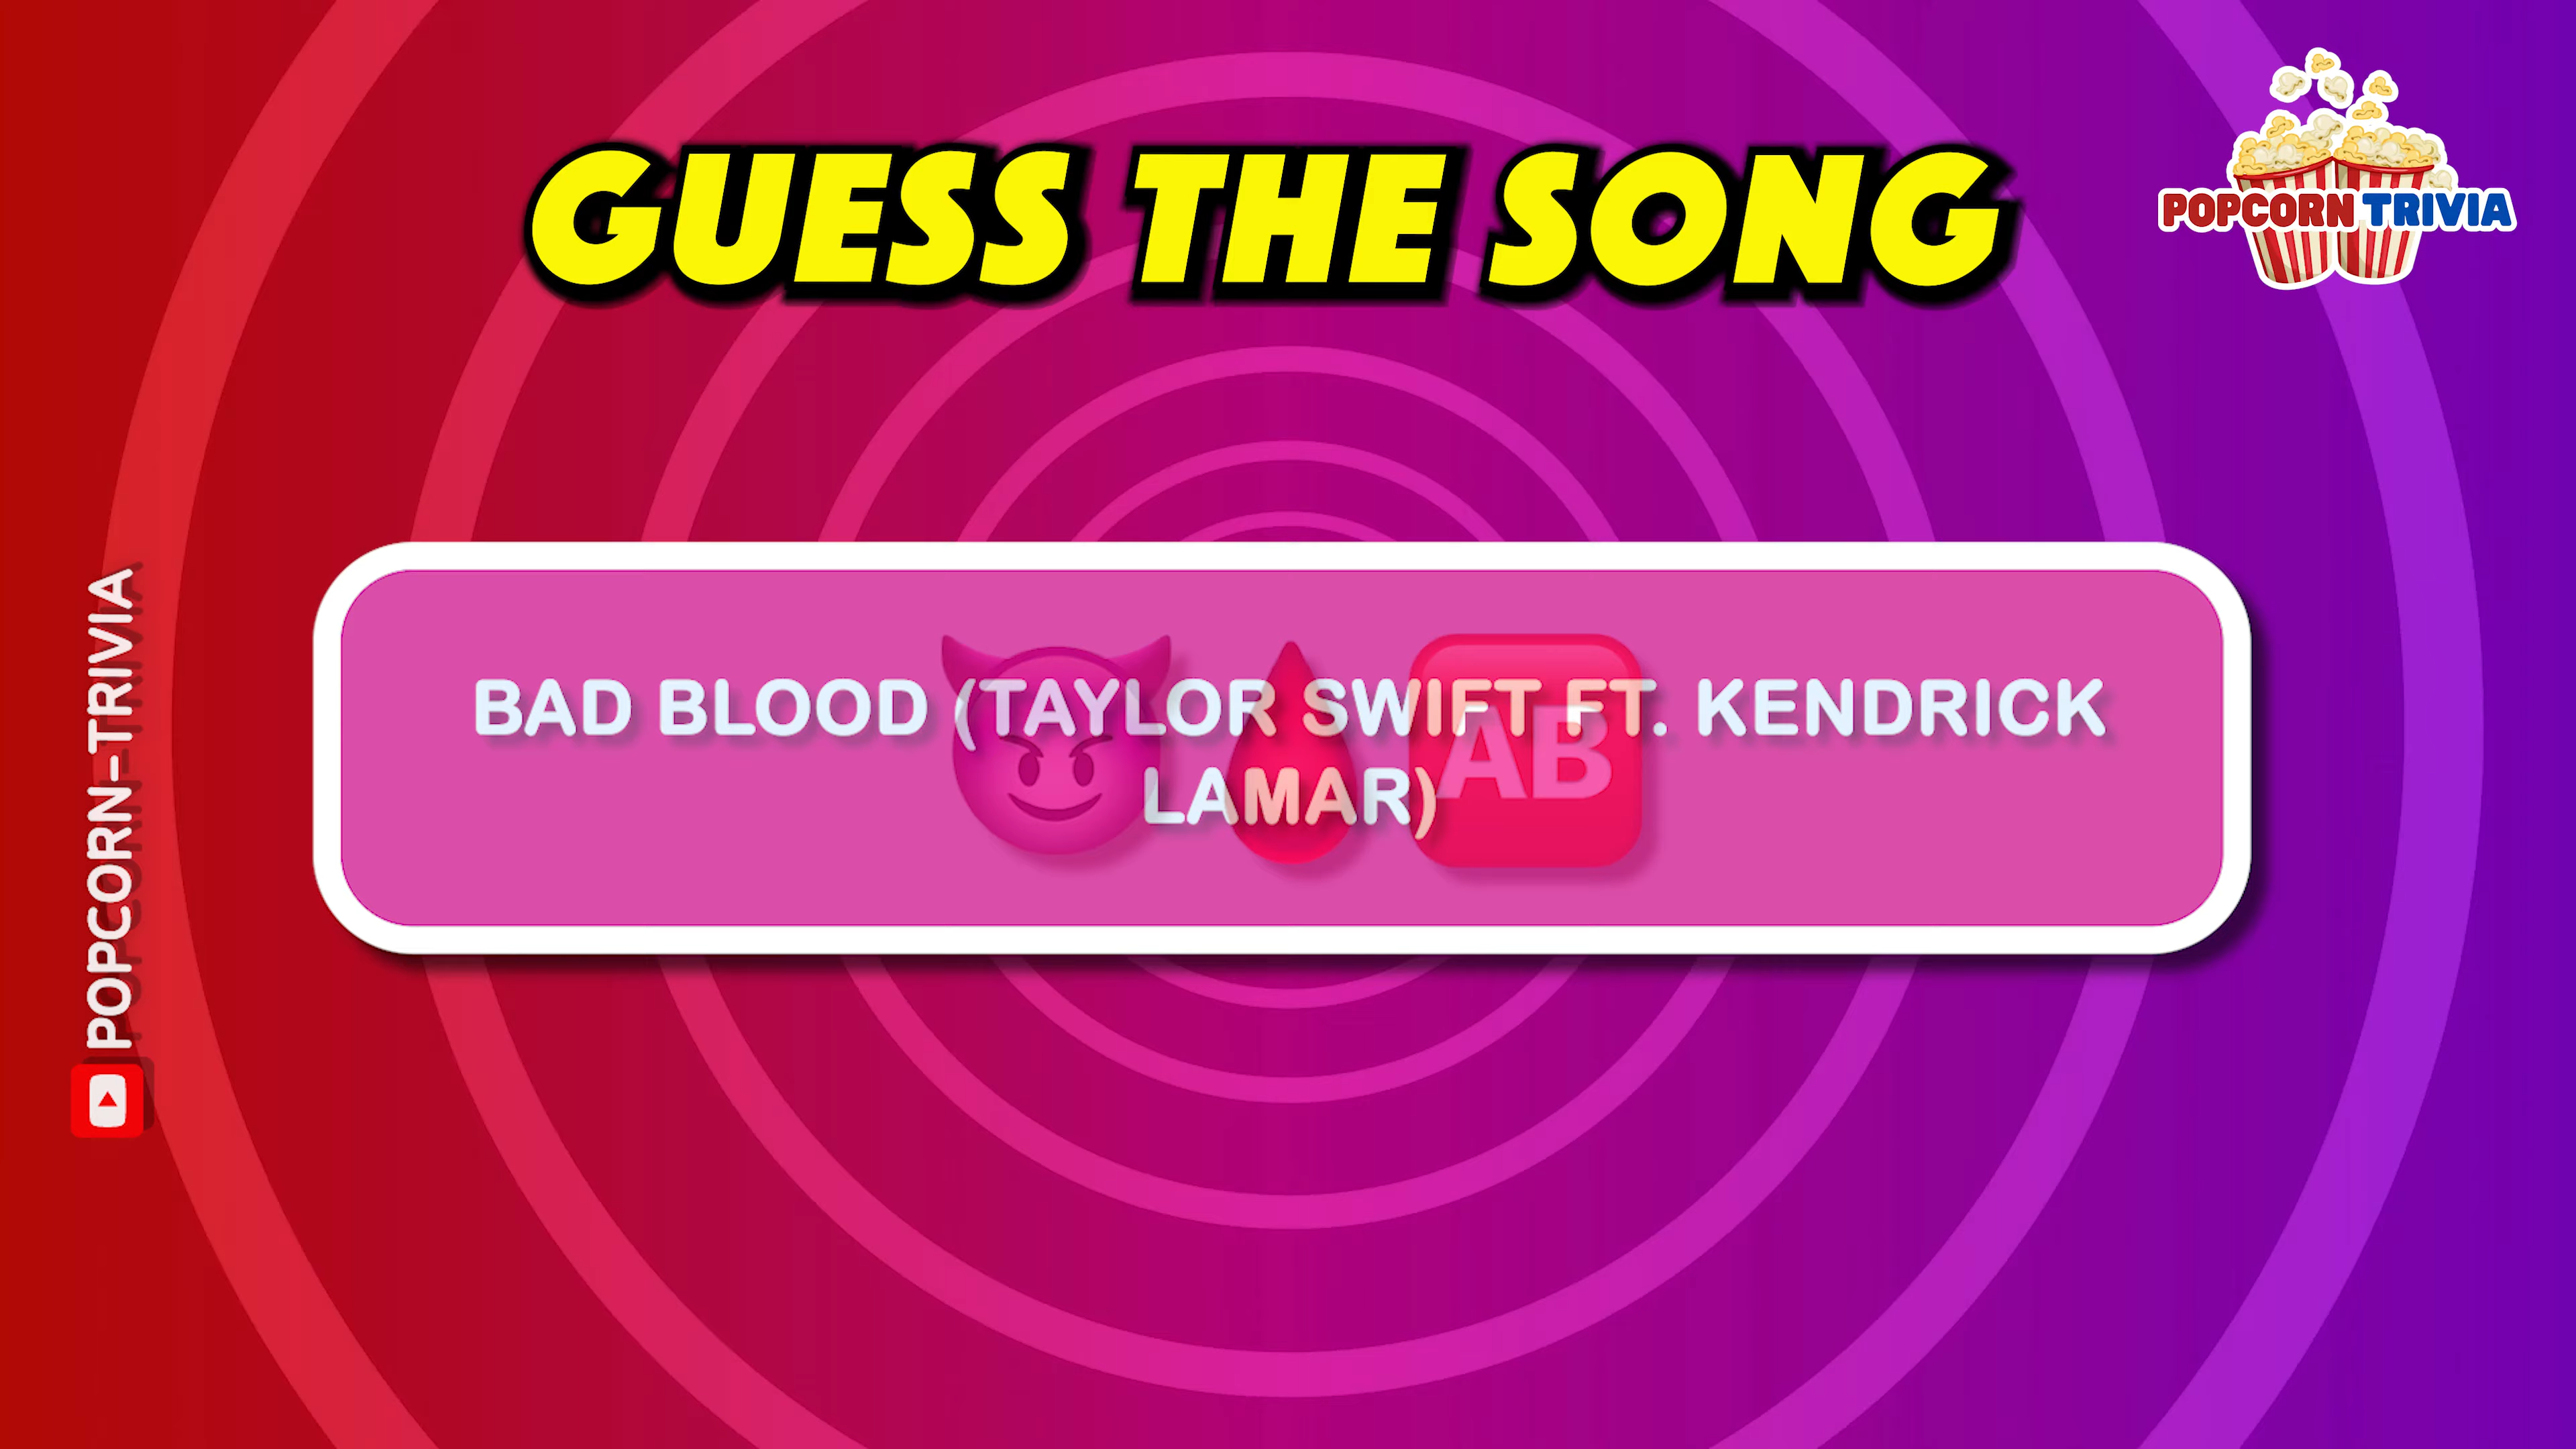 GUESS THE SONG
POPCORN TRIVIA
BAD BLOOD (TAYLOR SWIFT FT. KENDRICK
LAMAR)
AB
POPCORN-TRIVIA